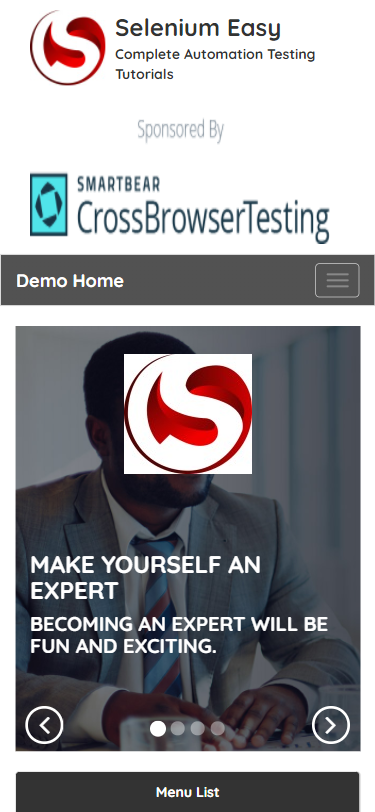 Selenium Easy
Complete Automation Testing
Tutorials
Sponsored By
SMARTBEAR
CrossBrowserTesting
Demo Home
MAKE YOURSELF AN
EXPERT
BECOMING AN EXPERT WILL BE
FUN AND EXCITING.
Menu List